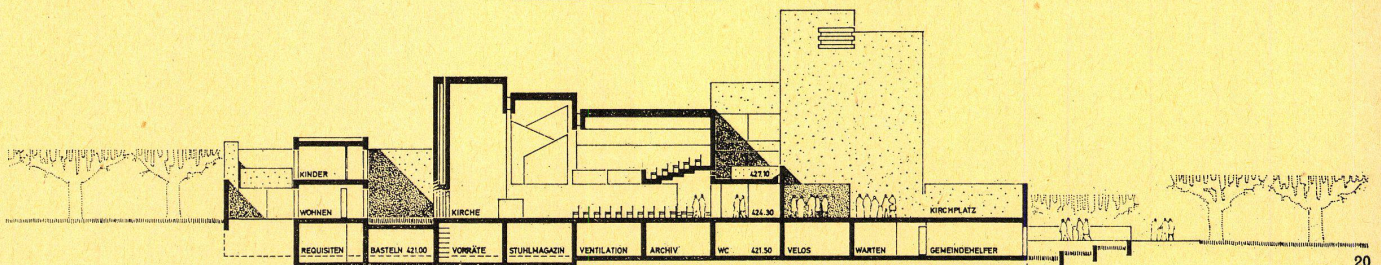 KINDER
427.10
WOHNEN KIRCHE 424.30 KIRCHPLATZ
REQUISITEN BASTELN 421.00 VORRÄTE STUHLMAGAZIN VENTILATION ARCHIV WC 421.50 VELOS WARTEN GEMEINDEHELFER
20